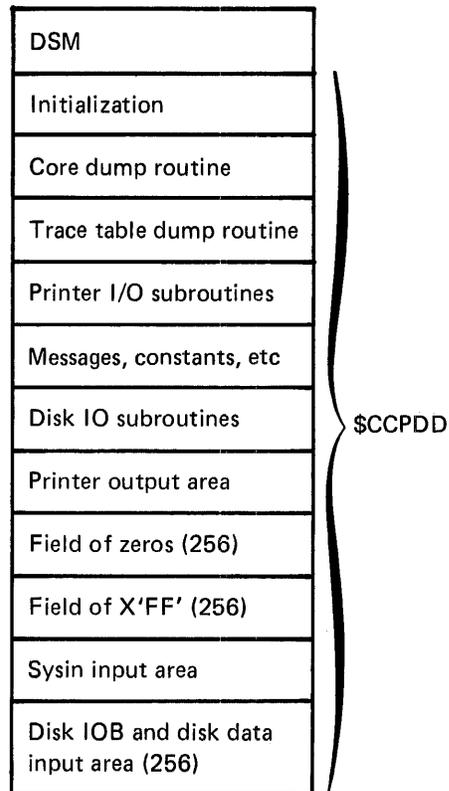 DSM
Initialization
Core dump routine
Trace table dump routine
Printer I/O subroutines
Messages, constants, etc
Disk IO subroutines
$CCPDD
Printer output area
Field of zeros (256)
Field of X'FF' (256)
Sysin input area
Disk IOB and disk data
input area (256)